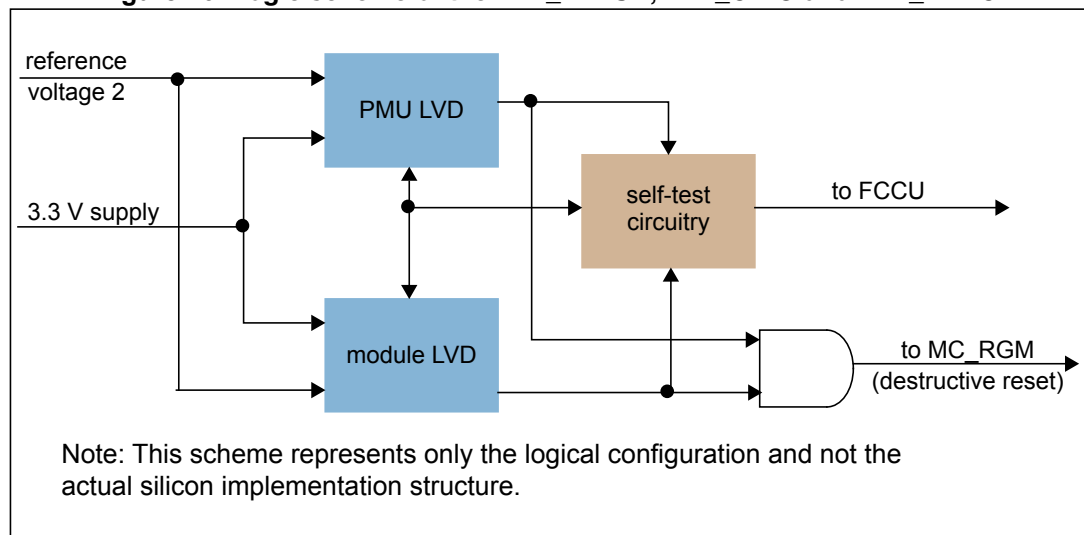 reference
voltage 2
PMU LVD
3.3 V supply
self-test
circuitry
to FCCU
module LVD
to MC_RGM
(destructive reset)
Note: This scheme represents only the logical configuration and not the
actual silicon implementation structure.